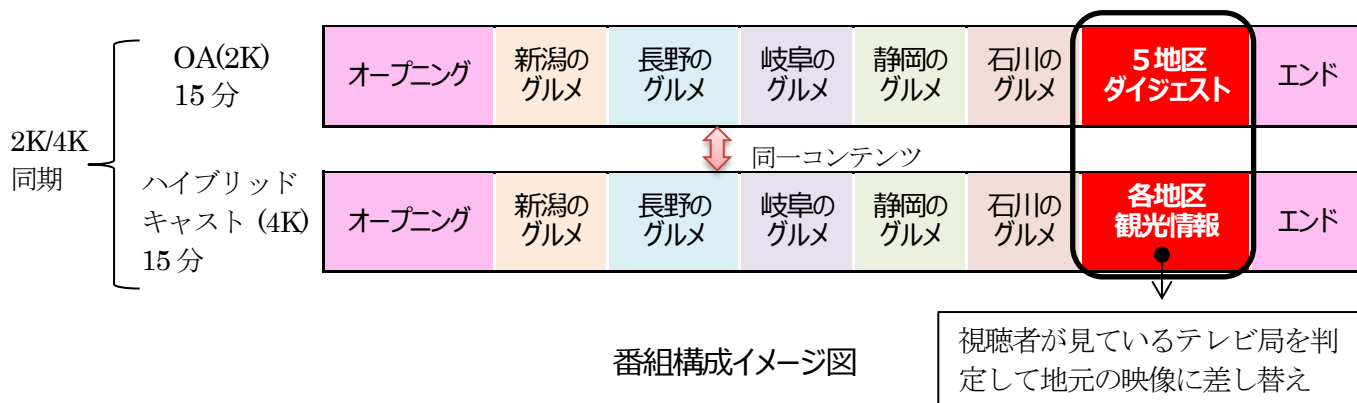 2K/4K
同期
OA(2K)
15 分
オープニング
新潟の
グルメ
長野の
グルメ
岐阜の
グルメ
静岡の
グルメ
石川の
グルメ
５地区
ダイジェスト
エンド
同一コンテンツ
ハイブリッド
キャスト (4K)
15 分
オープニング
新潟の
グルメ
長野の
グルメ
岐阜の
グルメ
静岡の
グルメ
石川の
グルメ
各地区
観光情報
エンド
視聴者が見ているテレビ局を判
定して地元の映像に差し替え
番組構成イメージ図